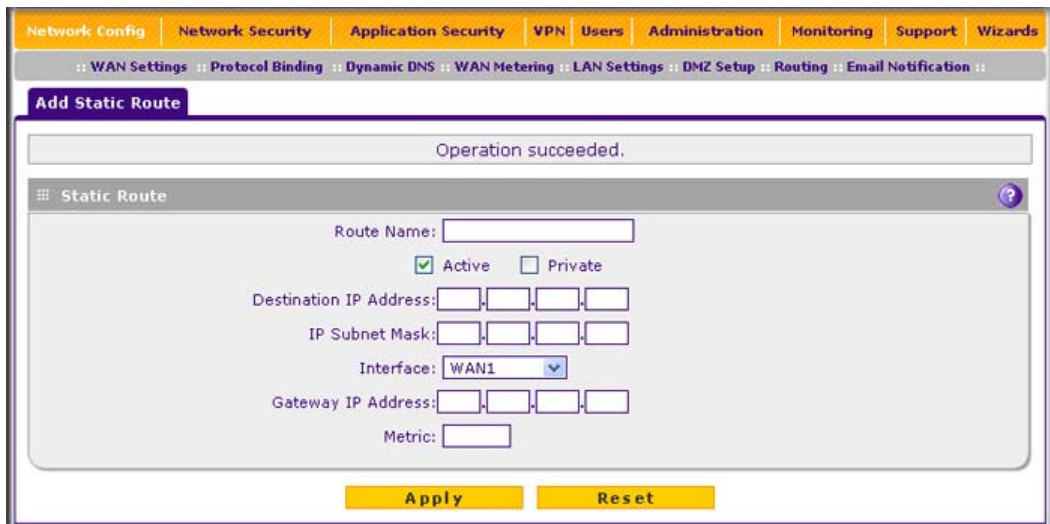 Network Config Network Security Application Security VPN Users Administration Monitoring Support Wizards
:: WAN Settings :: Protocol Binding :: Dynamic DNS :: WAN Metering :: LAN Settings :: DMZ Setup :: Routing :: Email Notification ::
Add Static Route
Operation succeeded.
Static Route ?
Route Name:
Active Private
Destination IP Address: . . .
IP Subnet Mask: . . .
Interface: WAN1
Gateway IP Address: . . .
Metric:
Apply Reset